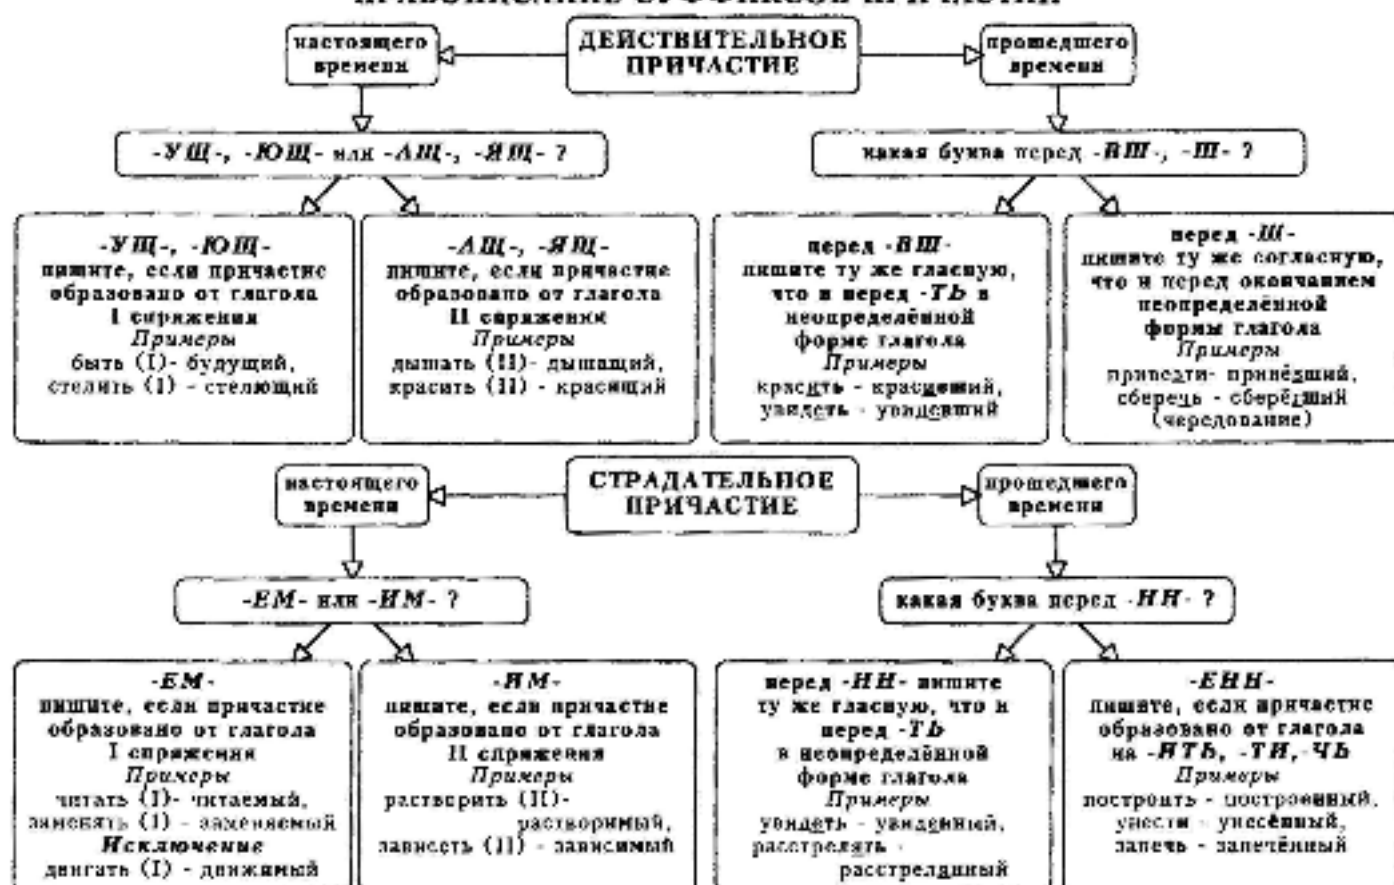 настоящего
времени
ДЕЙСТВИТЕЛЬНОЕ
ПРИЧАСТИЕ
прошедшего
времени
-УЩ-, -ЮЩ- или -АЩ-, -ЯЩ- ?
какая буква перед -ВШ-, -Ш- ?
-УЩ-, -ЮЩ-
пишите, если причастие
образовано от глагола
I спряжения
Примеры
быть (I)- будущий,
стелить (I) - стелющий
-АЩ-, -ЯЩ-
пишите, если причастие
образовано от глагола
II спряжения
Примеры
дышать (II)- дышащий,
красить (II) - красящий
перед -ВШ-
пишите ту же гласную,
что и перед -ТЬ в
неопределённой
форме глагола
Примеры
красить - красивший,
увидеть - увидевший
перед -Ш-
пишите ту же согласную,
что и перед окончанием
неопределённой
формы глагола
Примеры
привезти- привёзший,
сберечь - сберёгший
(чередование)
настоящего
времени
СТРАДАТЕЛЬНОЕ
ПРИЧАСТИЕ
прошедшего
времени
-ЕМ- или -ИМ- ?
какая буква перед -НН- ?
-ЕМ-
пишите, если причастие
образовано от глагола
I спряжения
Примеры
читать (I)- читаемый,
заменять (I) - заменяемый
Исключение
двигать (I) - движимый
-ИМ-
пишите, если причастие
образовано от глагола
II спряжения
Примеры
растворить (II)-
растворимый,
зависеть (II) - зависимый
перед -НН- пишите
ту же гласную, что и
перед -ТЬ
в неопределённой
форме глагола
Примеры
увидеть - увиденный,
расстрелять -
расстрелянный
-ЕНН-
пишите, если причастие
образовано от глагола
на -ИТЬ, -ТИ,-ЧЬ
Примеры
построить - построенный,
унести - унесённый,
запечь - запечённый